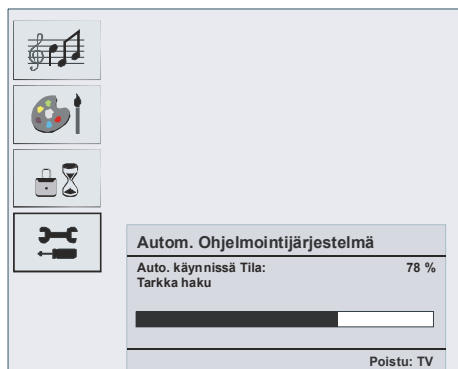 Autom. Ohjelmointijärjestelmä
Auto. käynnissä Tila: 78 %
Tarkka haku
Poistu: TV